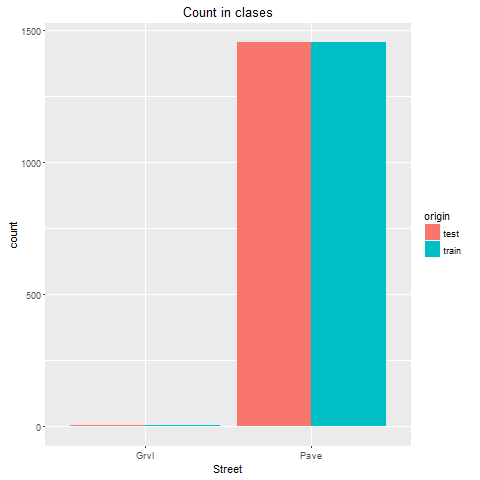 Count in clases
1500
1000
500
0
count
Grvl
Pave
Street
origin
test
train